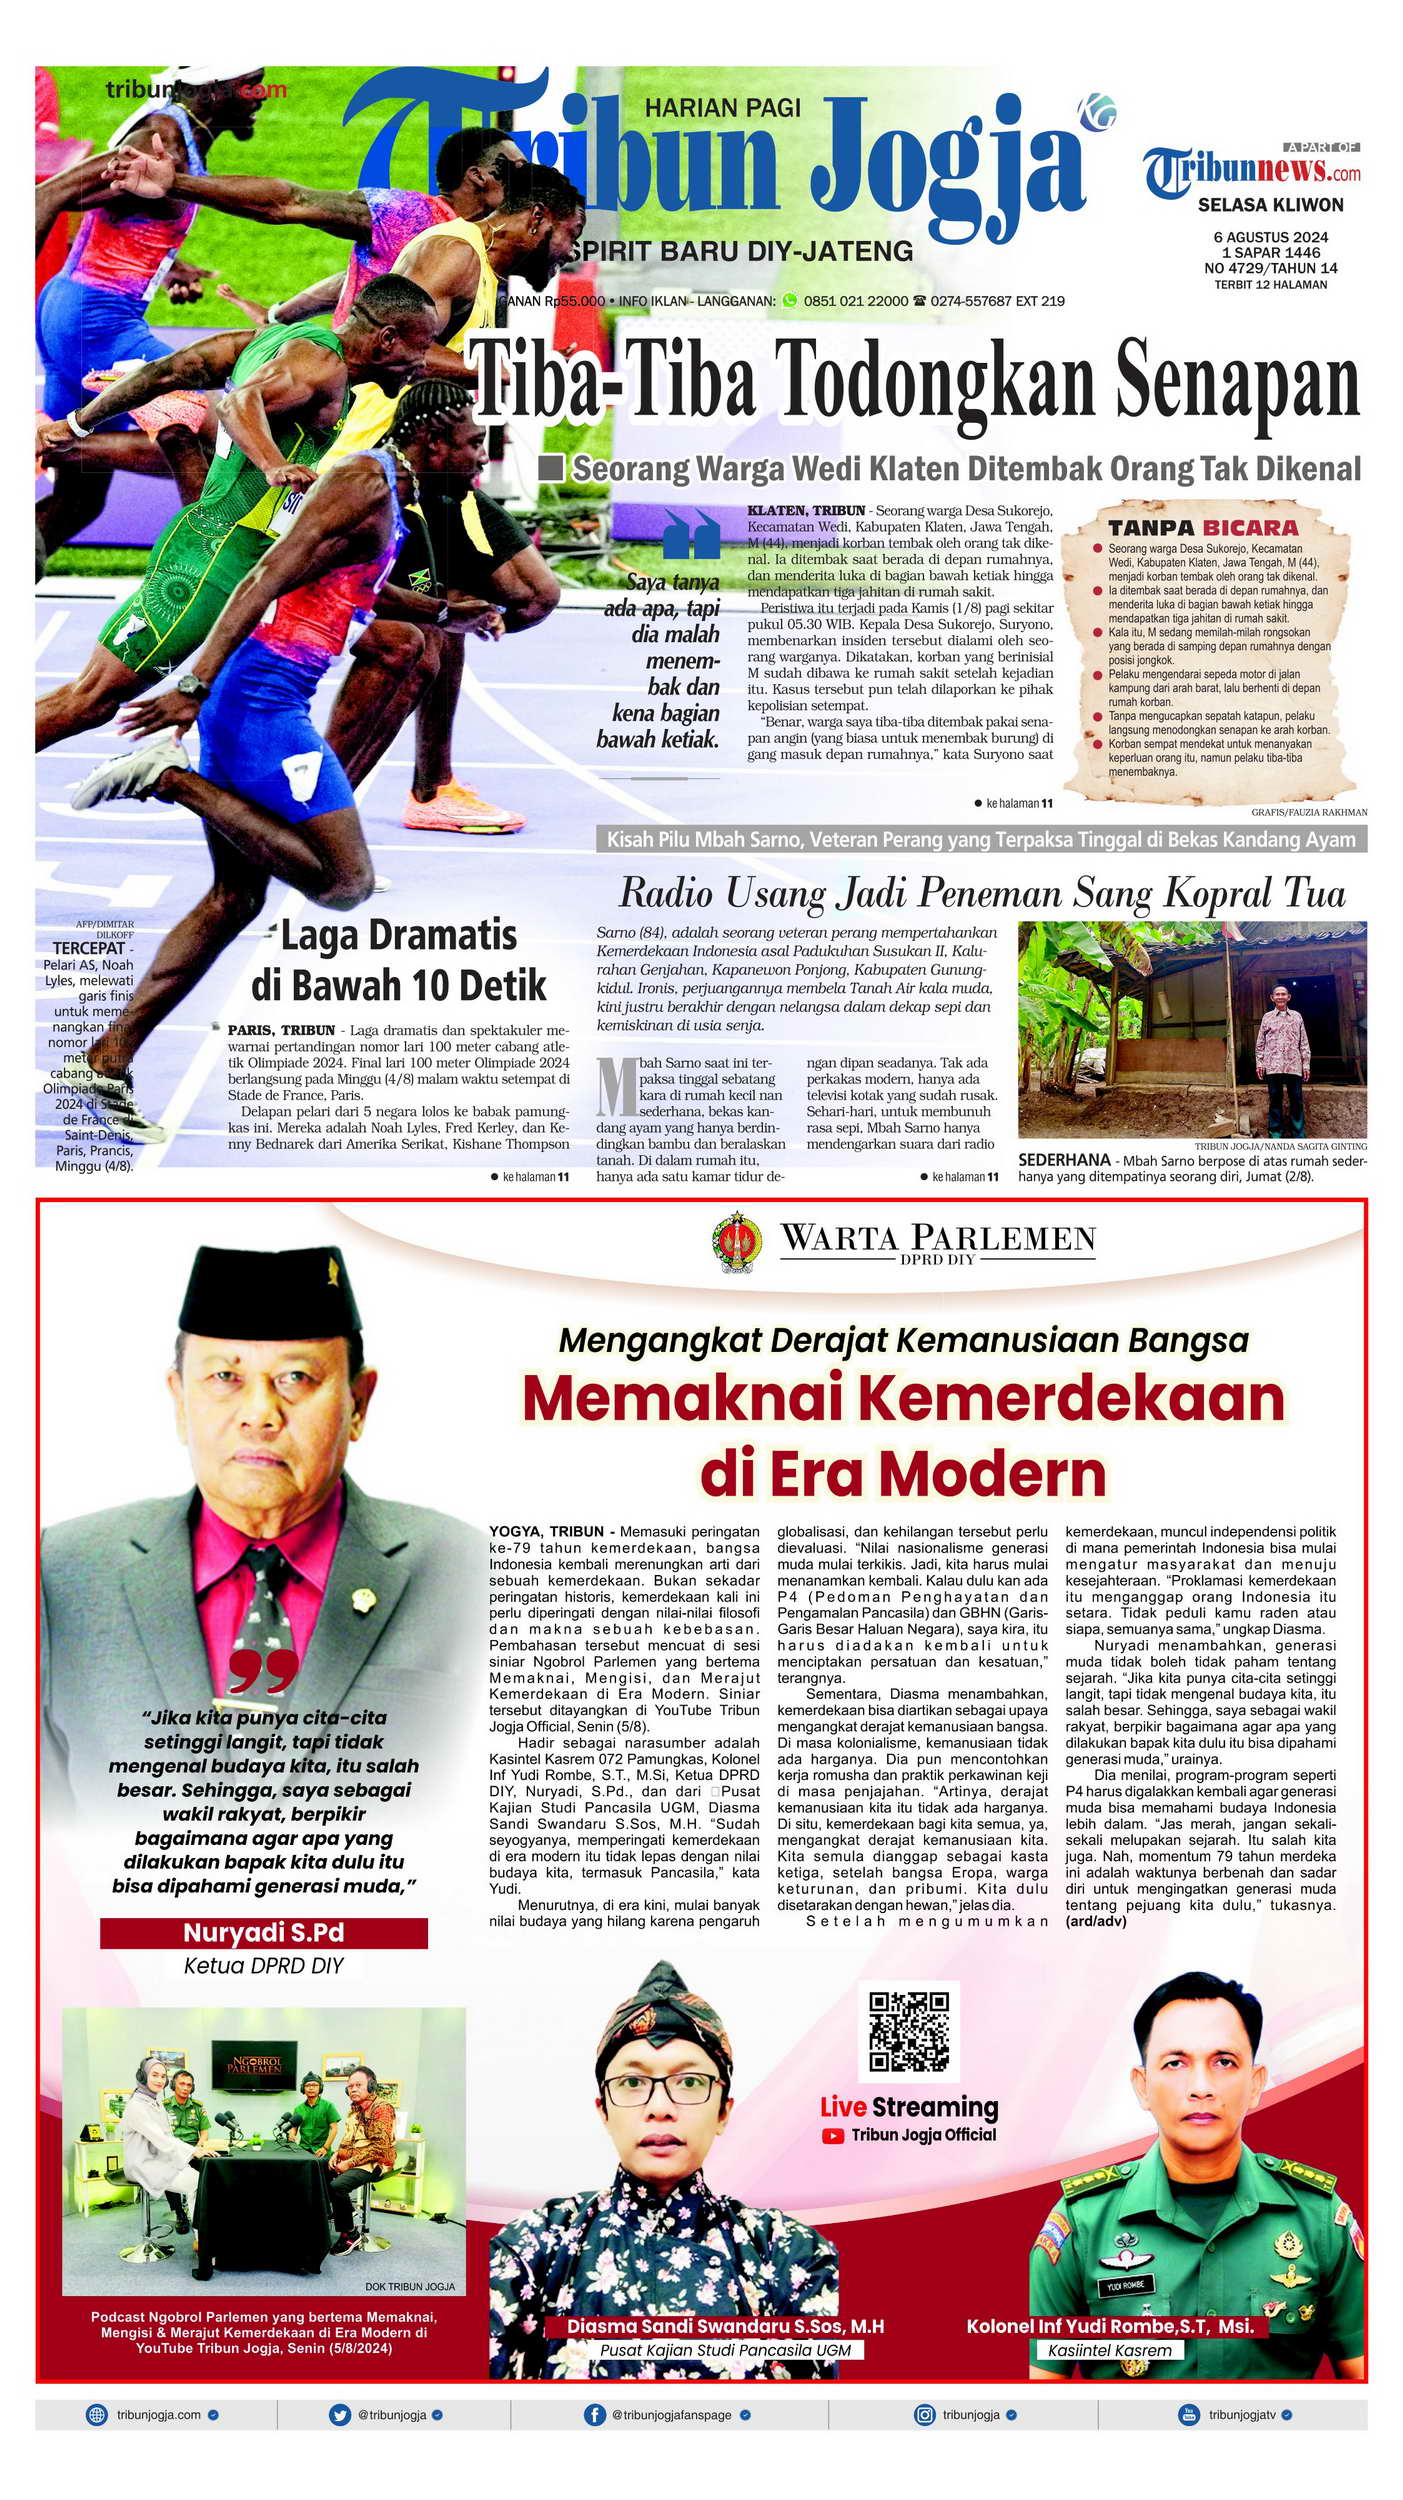 tribunjogja.com
HARIAN PAGI
Tribun Jogja
SPIRIT BARU DIY-JATENG
GANAN Rp55.000 • INFO IKLAN - LANGGANAN: 0851 021 22000 ☎ 0274-557687 EXT 219
A PART OF
Tribunnews.com
SELASA KLIWON
6 AGUSTUS 2024
1 SAPAR 1446
NO 4729/TAHUN 14
TERBIT 12 HALAMAN
Tiba-Tiba Todongkan Senapan
■ Seorang Warga Wedi Klaten Ditembak Orang Tak Dikenal
Saya tanya
ada apa, tapi
dia malah
menem-
bak dan
kena bagian
bawah ketiak.
KLATEN, TRIBUN - Seorang warga Desa Sukorejo,
Kecamatan Wedi, Kabupaten Klaten, Jawa Tengah,
M (44), menjadi korban tembak oleh orang tak dike-
nal. Ia ditembak saat berada di depan rumahnya,
dan menderita luka di bagian bawah ketiak hingga
mendapatkan tiga jahitan di rumah sakit.
Peristiwa itu terjadi pada Kamis (1/8) pagi sekitar
pukul 05.30 WIB. Kepala Desa Sukorejo, Suryono,
membenarkan insiden tersebut dialami oleh seo-
rang warganya. Dikatakan, korban yang berinisial
M sudah dibawa ke rumah sakit setelah kejadian
itu. Kasus tersebut pun telah dilaporkan ke pihak
kepolisian setempat.
"Benar, warga saya tiba-tiba ditembak pakai sena-
pan angin (yang biasa untuk menembak burung) di
gang masuk depan rumahnya," kata Suryono saat
● ke halaman 11
TANPA BICARA
● Seorang warga Desa Sukorejo, Kecamatan
Wedi, Kabupaten Klaten, Jawa Tengah, M (44),
menjadi korban tembak oleh orang tak dikenal.
● Ia ditembak saat berada di depan rumahnya, dan
menderita luka di bagian bawah ketiak hingga
mendapatkan tiga jahitan di rumah sakit.
● Kala itu, M sedang memilah-milah rongsokan
yang berada di samping depan rumahnya dengan
posisi jongkok.
● Pelaku mengendarai sepeda motor di jalan
kampung dari arah barat, lalu berhenti di depan
rumah korban.
● Tanpa mengucapkan sepatah katapun, pelaku
langsung menodongkan senapan ke arah korban.
● Korban sempat mendekat untuk menanyakan
keperluan orang itu, namun pelaku tiba-tiba
menembaknya.
GRAFIS/FAUZIA RAKHMAN
Kisah Pilu Mbah Sarno, Veteran Perang yang Terpaksa Tinggal di Bekas Kandang Ayam
Radio Usang Jadi Peneman Sang Kopral Tua
Sarno (84), adalah seorang veteran perang mempertahankan
Kemerdekaan Indonesia asal Padukuhan Susukan II, Kalu-
rahan Genjahan, Kapanewon Ponjong, Kabupaten Gunung-
kidul. Ironis, perjuangannya membela Tanah Air kala muda,
kini justru berakhir dengan nelangsa dalam dekap sepi dan
kemiskinan di usia senja.
Mbah Sarno saat ini ter-
paksa tinggal sebatang
kara di rumah kecil nan
sederhana, bekas kan-
dang ayam yang hanya berdin-
dingkan bambu dan beralaskan
tanah. Di dalam rumah itu,
hanya ada satu kamar tidur de-
ngan dipan seadanya. Tak ada
perkakas modern, hanya ada
televisi kotak yang sudah rusak.
Sehari-hari, untuk membunuh
rasa sepi, Mbah Sarno hanya
mendengarkan suara dari radio
● ke halaman 11
TRIBUN JOGJA/NANDA SAGITA GINTING
SEDERHANA - Mbah Sarno berpose di atas rumah seder-
hanya yang ditempatinya seorang diri, Jumat (2/8).
AFP/DIMITAR
DILKOFF
TERCEPAT -
Pelari AS, Noah
Lyles, melewati
garis finis
untuk meme-
nangkan final
nomor lari 100
meter putra
cabang atletik
Olimpiade Paris
2024 di Stade
de France di
Saint-Denis,
Paris, Prancis,
Minggu (4/8).
Laga Dramatis
di Bawah 10 Detik
PARIS, TRIBUN - Laga dramatis dan spektakuler me-
warnai pertandingan nomor lari 100 meter cabang atle-
tik Olimpiade 2024. Final lari 100 meter Olimpiade 2024
berlangsung pada Minggu (4/8) malam waktu setempat di
Stade de France, Paris.
Delapan pelari dari 5 negara lolos ke babak pamung-
kas ini. Mereka adalah Noah Lyles, Fred Kerley, dan Ke-
nny Bednarek dari Amerika Serikat, Kishane Thompson
● ke halaman 11
WARTA PARLEMEN
DPRD DIY
Mengangkat Derajat Kemanusiaan Bangsa
Memaknai Kemerdekaan
di Era Modern
"Jika kita punya cita-cita
setinggi langit, tapi tidak
mengenal budaya kita, itu salah
besar. Sehingga, saya sebagai
wakil rakyat, berpikir
bagaimana agar apa yang
dilakukan bapak kita dulu itu
bisa dipahami generasi muda,"
Nuryadi S.Pd
Ketua DPRD DIY
YOGYA, TRIBUN - Memasuki peringatan
ke-79 tahun kemerdekaan, bangsa
Indonesia kembali merenungkan arti dari
sebuah kemerdekaan. Bukan sekadar
peringatan historis, kemerdekaan kali ini
perlu diperingati dengan nilai-nilai filosofi
dan makna sebuah kebebasan.
Pembahasan tersebut mencuat di sesi
siniar Ngobrol Parlemen yang bertema
Memaknai, Mengisi, dan Merajut
Kemerdekaan di Era Modern. Siniar
tersebut ditayangkan di YouTube Tribun
Jogja Official, Senin (5/8).
Hadir sebagai narasumber adalah
Kasintel Kasrem 072 Pamungkas, Kolonel
Inf Yudi Rombe, S.T., M.Si, Ketua DPRD
DIY, Nuryadi, S.Pd., dan dari □Pusat
Kajian Studi Pancasila UGM, Diasma
Sandi Swandaru S.Sos, M.H. "Sudah
seyogyanya, memperingati kemerdekaan
di era modern itu tidak lepas dengan nilai
budaya kita, termasuk Pancasila," kata
Yudi.
Menurutnya, di era kini, mulai banyak
nilai budaya yang hilang karena pengaruh
globalisasi, dan kehilangan tersebut perlu
dievaluasi. "Nilai nasionalisme generasi
muda mulai terkikis. Jadi, kita harus mulai
menanamkan kembali. Kalau dulu kan ada
P4 (Pedoman Penghayatan dan
Pengamalan Pancasila) dan GBHN (Garis-
Garis Besar Haluan Negara), saya kira, itu
harus diadakan kembali untuk
menciptakan persatuan dan kesatuan,"
terangnya.
Sementara, Diasma menambahkan,
kemerdekaan bisa diartikan sebagai upaya
mengangkat derajat kemanusiaan bangsa.
Di masa kolonialisme, kemanusiaan tidak
ada harganya. Dia pun mencontohkan
kerja romusha dan praktik perkawinan keji
di masa penjajahan. "Artinya, derajat
kemanusiaan kita itu tidak ada harganya.
Di situ, kemerdekaan bagi kita semua, ya,
mengangkat derajat kemanusiaan kita.
Kita semula dianggap sebagai kasta
ketiga, setelah bangsa Eropa, warga
keturunan, dan pribumi. Kita dulu
disetarakan dengan hewan," jelas dia.
Setelah mengumumkan
kemerdekaan, muncul independensi politik
di mana pemerintah Indonesia bisa mulai
mengatur masyarakat dan menuju
kesejahteraan. "Proklamasi kemerdekaan
itu menganggap orang Indonesia itu
setara. Tidak peduli kamu raden atau
siapa, semuanya sama," ungkap Diasma.
Nuryadi menambahkan, generasi
muda tidak boleh tidak paham tentang
sejarah. "Jika kita punya cita-cita setinggi
langit, tapi tidak mengenal budaya kita, itu
salah besar. Sehingga, saya sebagai wakil
rakyat, berpikir bagaimana agar apa yang
dilakukan bapak kita dulu itu bisa dipahami
generasi muda," urainya.
Dia menilai, program-program seperti
P4 harus digalakkan kembali agar generasi
muda bisa memahami budaya Indonesia
lebih dalam. "Jas merah, jangan sekali-
sekali melupakan sejarah. Itu salah kita
juga. Nah, momentum 79 tahun merdeka
ini adalah waktunya berbenah dan sadar
diri untuk mengingatkan generasi muda
tentang pejuang kita dulu," tukasnya.
(ard/adv)
NGOBROL
PARLEMEN
DOK TRIBUN JOGJA
Podcast Ngobrol Parlemen yang bertema Memaknai,
Mengisi & Merajut Kemerdekaan di Era Modern di
YouTube Tribun Jogja, Senin (5/8/2024)
Live Streaming
Tribun Jogja Official
Diasma Sandi Swandaru S.Sos, M.H
Pusat Kajian Studi Pancasila UGM
YUDI ROMBE
Kolonel Inf Yudi Rombe,S.T, Msi.
Kasiintel Kasrem
tribunjogja.com
@tribunjogja
@tribunjogjafanspage
tribunjogja
tribunjogjatv